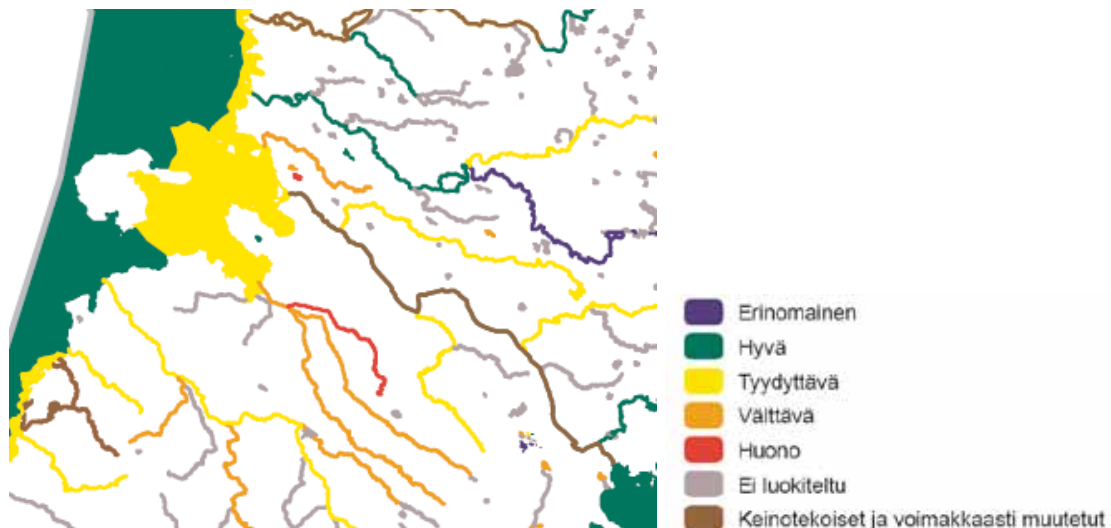 Erinomainen
Hyvä
Tyydyttävä
Välttävä
Huono
Ei luokiteltu
Keinotekoiset ja voimakkaasti muutetut